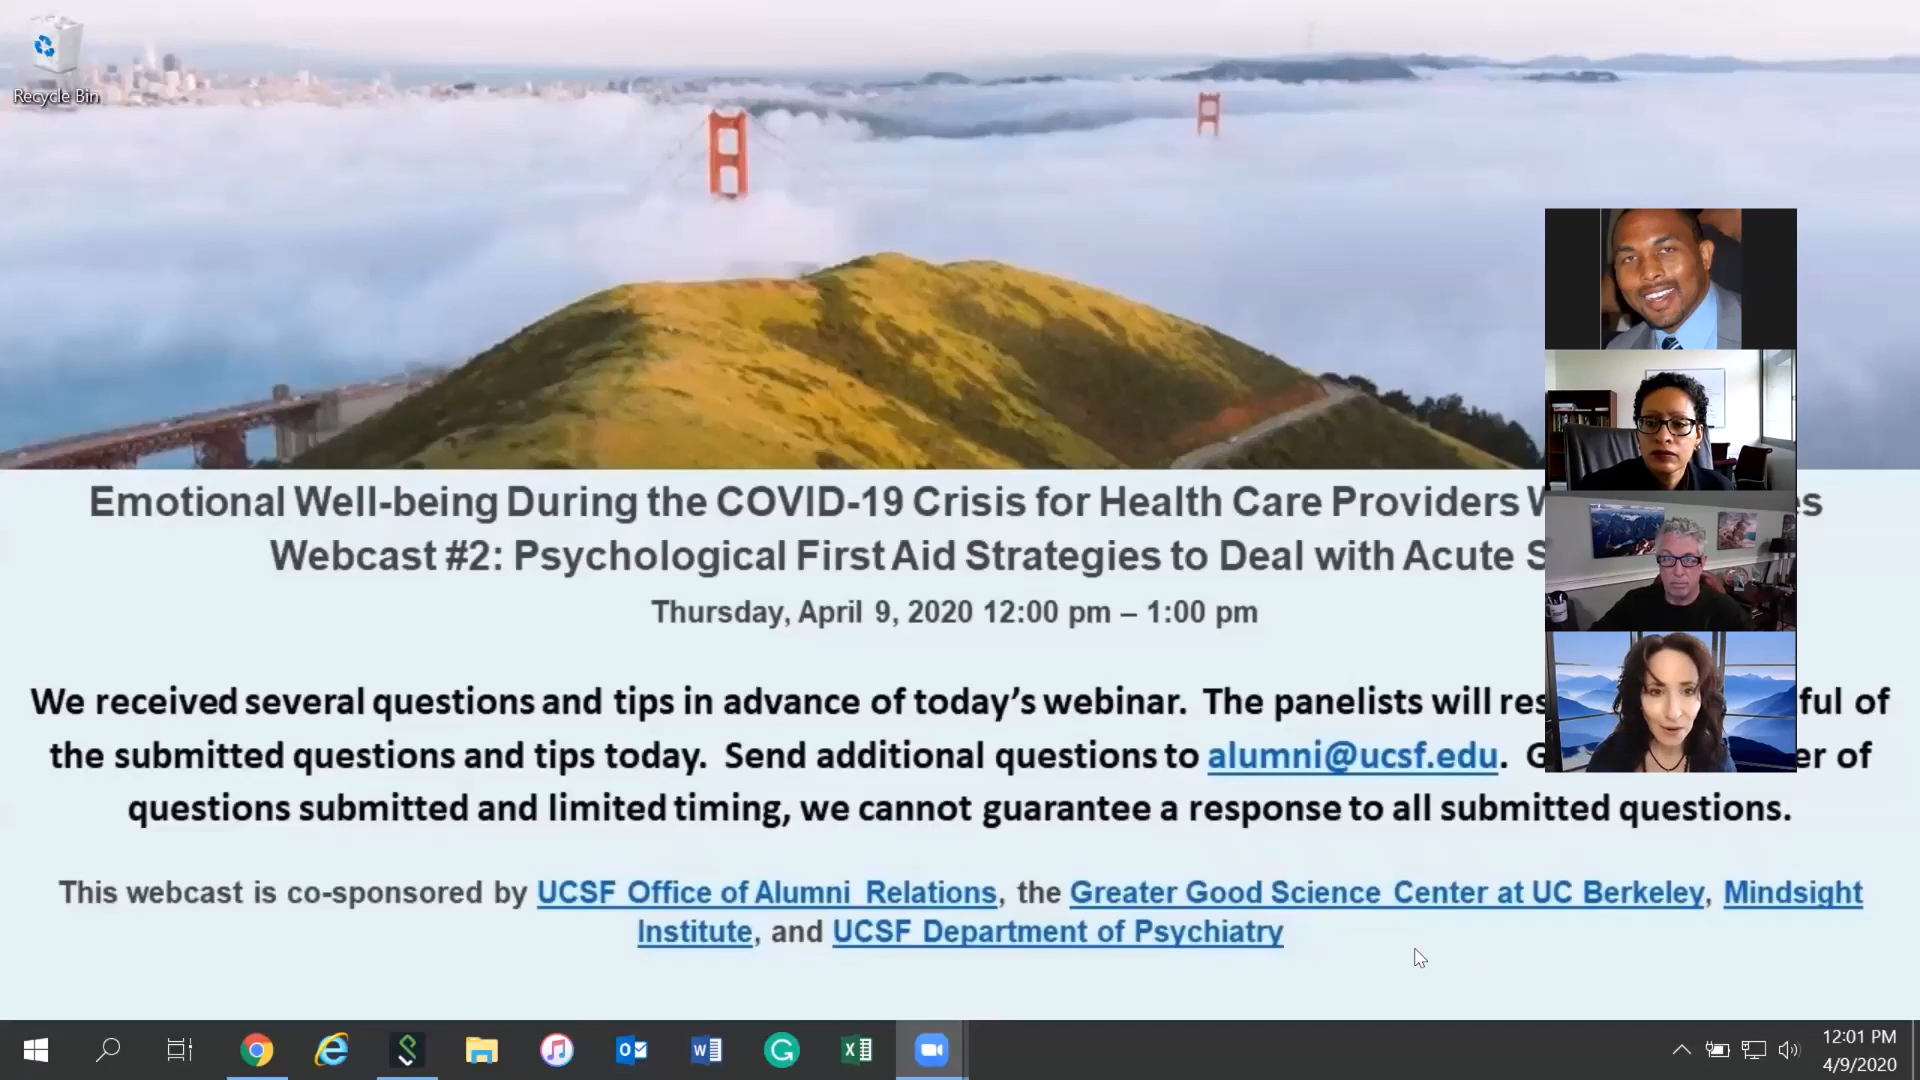 Recycle Bin
Emotional Well-being During the COVID-19 Crisis for Health Care Providers
Webcast #2: Psychological First Aid Strategies to Deal with Acute
Thursday, April 9, 2020 12:00 pm – 1:00 pm
We received several questions and tips in advance of today's webinar. The panelists will of
the submitted questions and tips today. Send additional questions to alumni@ucsf.edu. of
questions submitted and limited timing, we cannot guarantee a response to all submitted questions.
This webcast is co-sponsored by UCSF Office of Alumni Relations, the Greater Good Science Center at UC Berkeley, Mindsight
Institute, and UCSF Department of Psychiatry
12:01 PM
4/9/2020